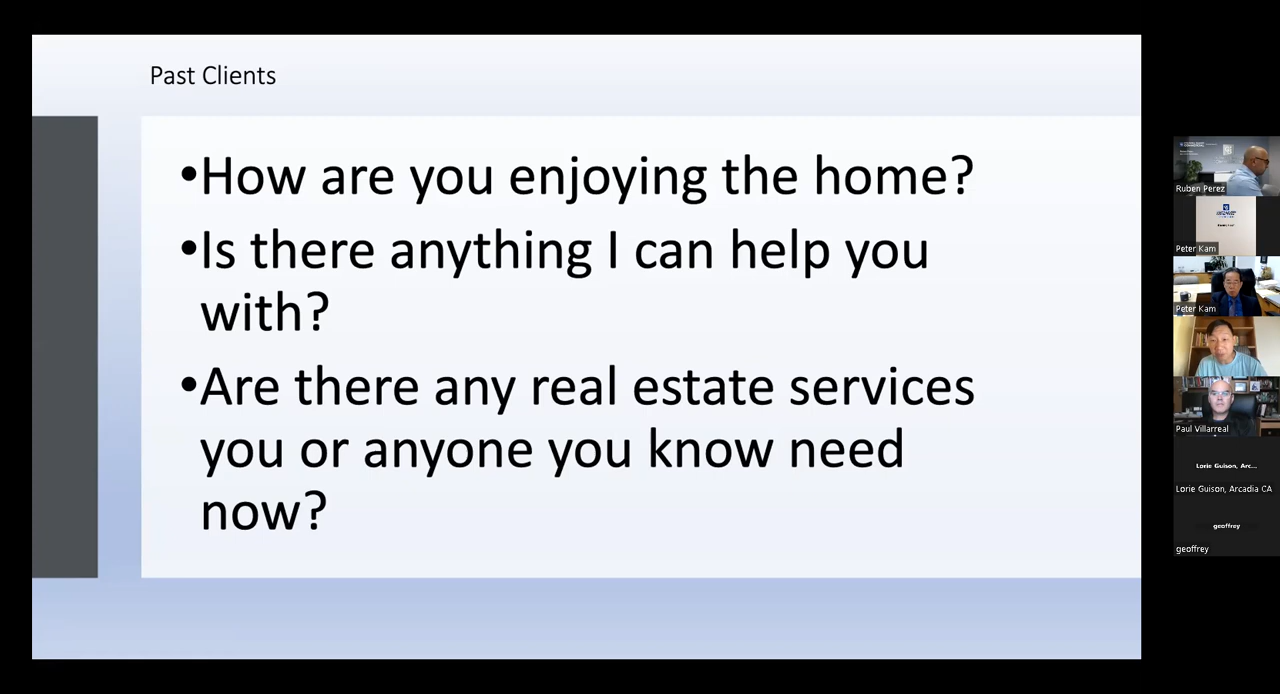 Past Clients
•How are you enjoying the home?
•Is there anything I can help you
with?
•Are there any real estate services
you or anyone you know need
now?
Ruben Perez
Peter Kam
Peter Kam
Paul Villarreal
Lorie Guison, Arc...
Lorie Guison, Arcadia CA
geoffrey
geoffrey